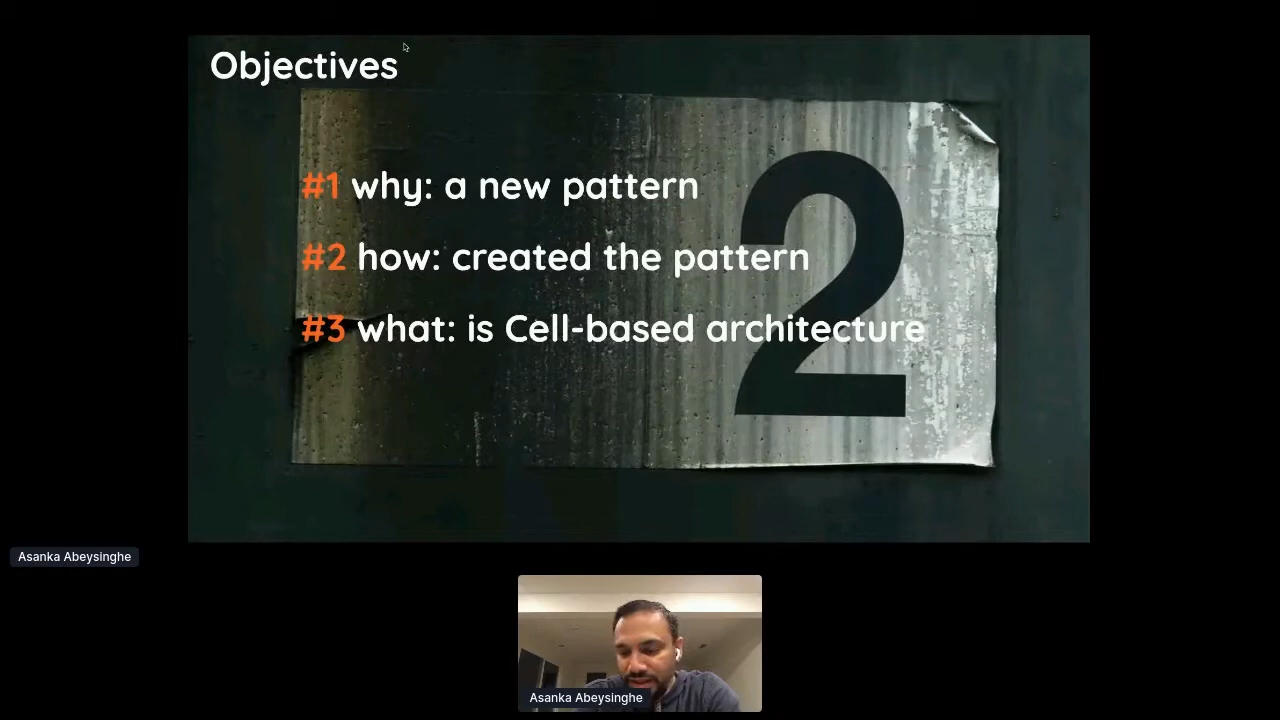 Objectives
#1 why: a new pattern
#2 how: created the pattern
#3 what: is Cell-based architecture
2
Asanka Abeysinghe
Asanka Abeysinghe